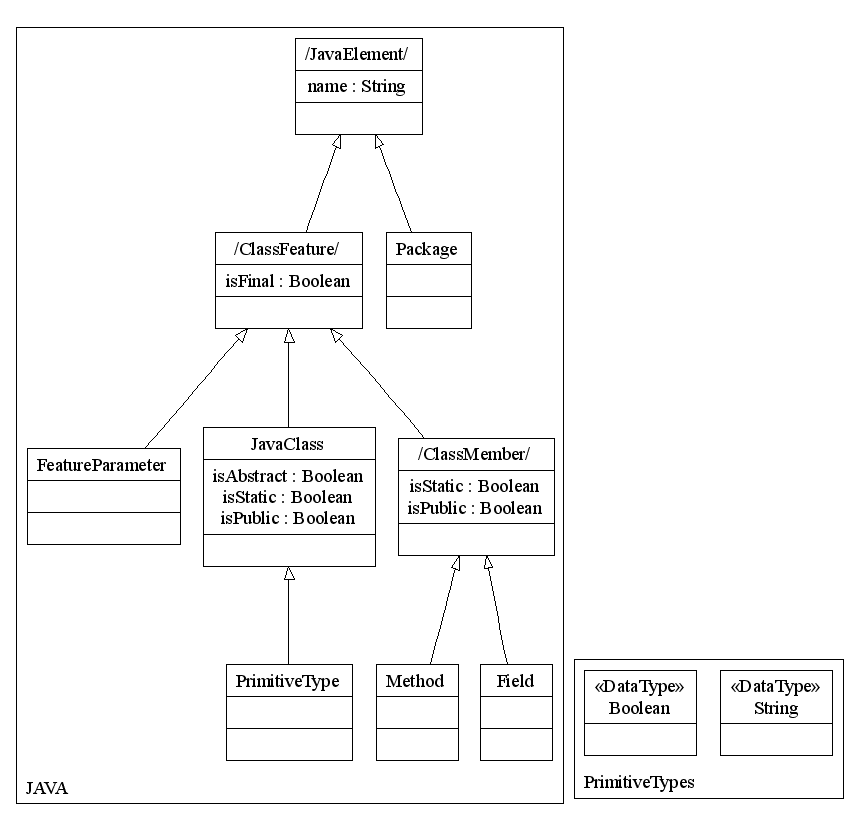 /JavaElement/
name : String
/ClassFeature/
isFinal : Boolean
Package
FeatureParameter
JavaClass
isAbstract : Boolean
isStatic : Boolean
isPublic : Boolean
/ClassMember/
isStatic : Boolean
isPublic : Boolean
PrimitiveType
Method
Field
JAVA
«DataType»
Boolean
«DataType»
String
PrimitiveTypes